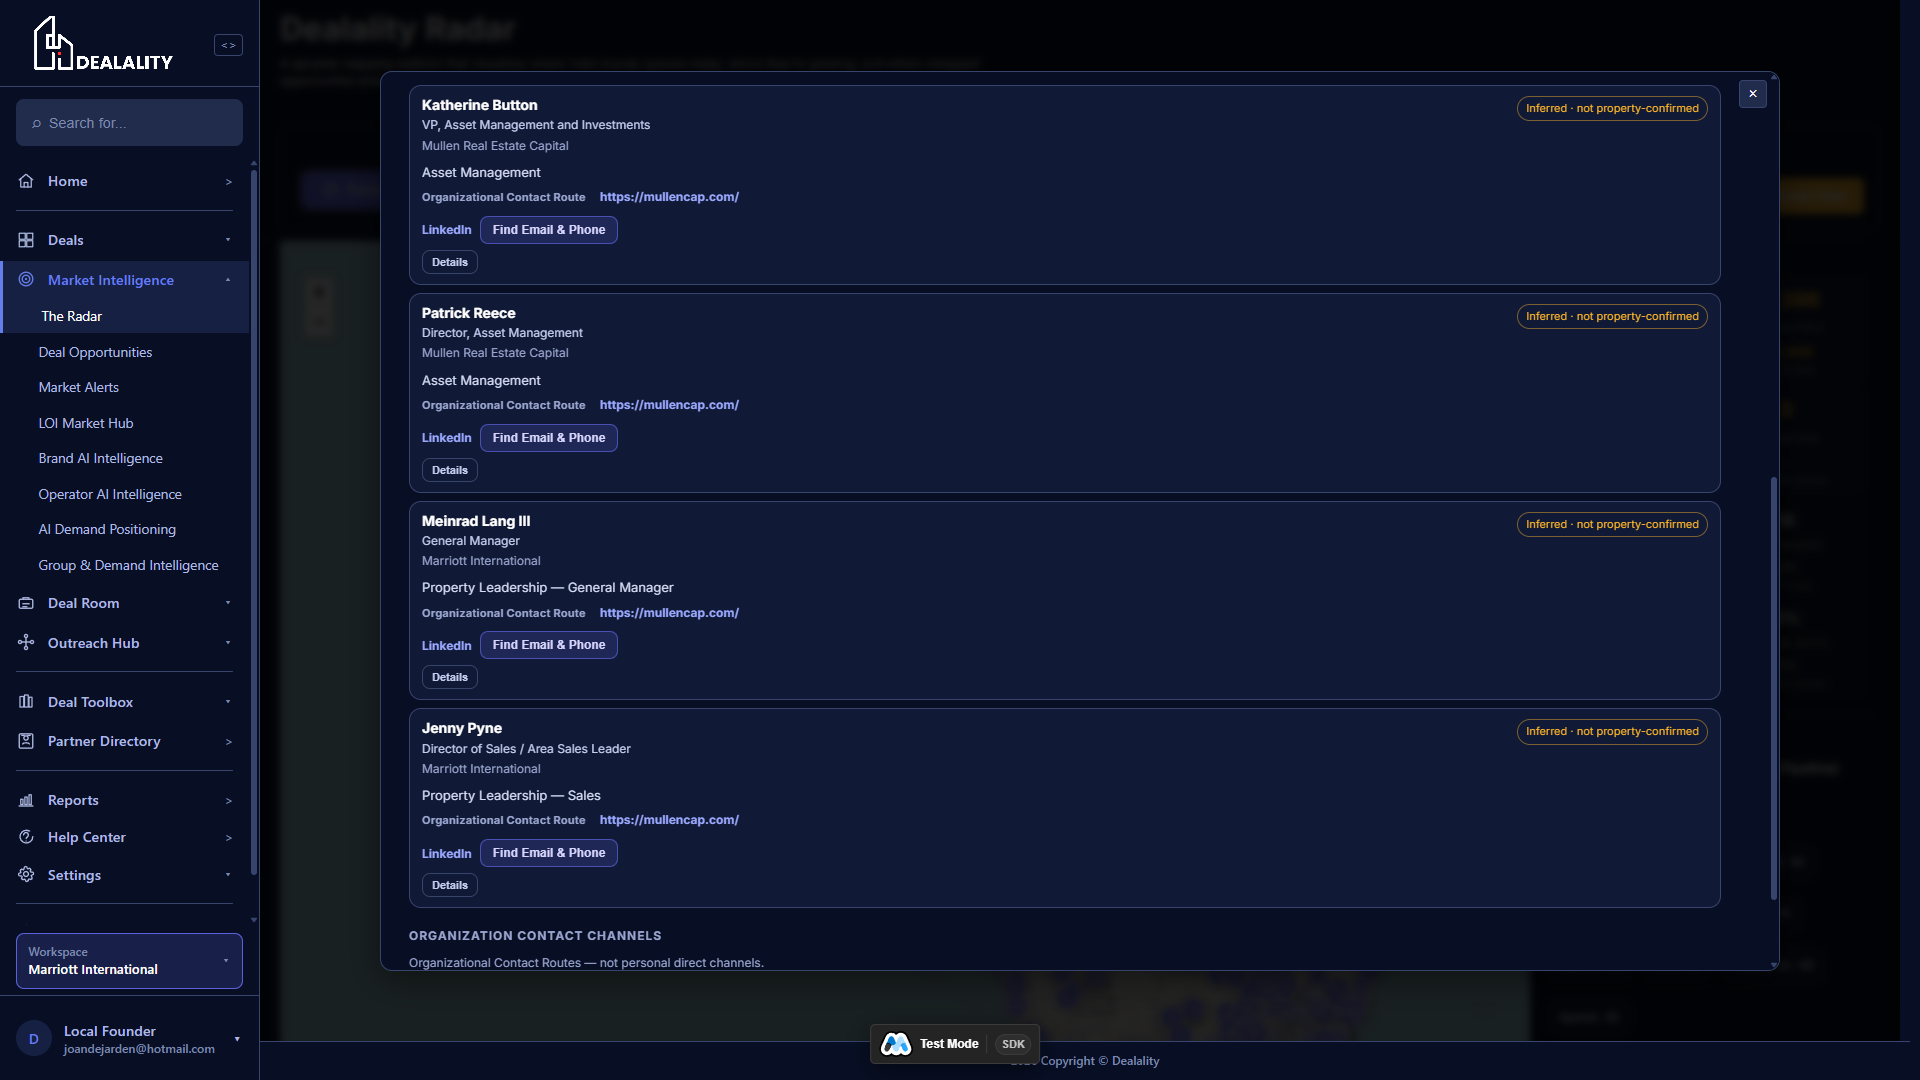 DEALALITY
<>
Search for...
Home
Deals
Market Intelligence
The Radar
Deal Opportunities
Market Alerts
LOI Market Hub
Brand AI Intelligence
Operator AI Intelligence
AI Demand Positioning
Group & Demand Intelligence
Deal Room
Outreach Hub
Deal Toolbox
Partner Directory
Reports
Help Center
Settings
Workspace
Marriott International
D
Local Founder
joandejarden@hotmail.com
Dealality Radar
×
Katherine Button
Inferred · not property-confirmed
VP, Asset Management and Investments
Mullen Real Estate Capital
Asset Management
Organizational Contact Route https://mullencap.com/
LinkedIn Find Email & Phone
Details
Patrick Reece
Inferred · not property-confirmed
Director, Asset Management
Mullen Real Estate Capital
Asset Management
Organizational Contact Route https://mullencap.com/
LinkedIn Find Email & Phone
Details
Meinrad Lang III
Inferred · not property-confirmed
General Manager
Marriott International
Property Leadership — General Manager
Organizational Contact Route https://mullencap.com/
LinkedIn Find Email & Phone
Details
Jenny Pyne
Inferred · not property-confirmed
Director of Sales / Area Sales Leader
Marriott International
Property Leadership — Sales
Organizational Contact Route https://mullencap.com/
LinkedIn Find Email & Phone
Details
ORGANIZATION CONTACT CHANNELS
Organizational Contact Routes — not personal direct channels.
Test Mode SDK
Copyright © Dealality